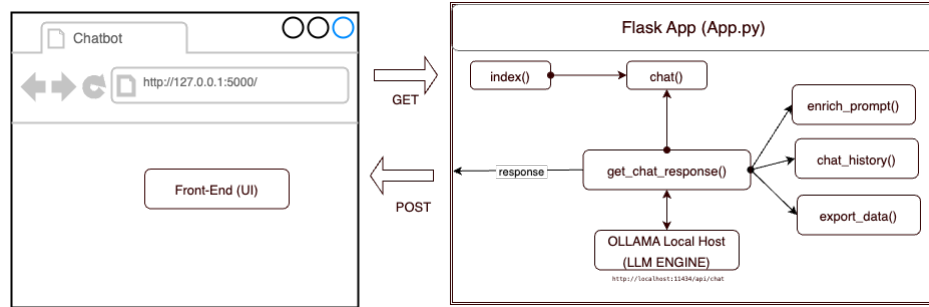 Chatbot
http://127.0.0.1:5000/
Front-End (UI)
GET
POST
Flask App (App.py)
index()
chat()
enrich_prompt()
response
get_chat_response()
chat_history()
export_data()
OLLAMA Local Host
(LLM ENGINE)
http://localhost:11434/api/chat